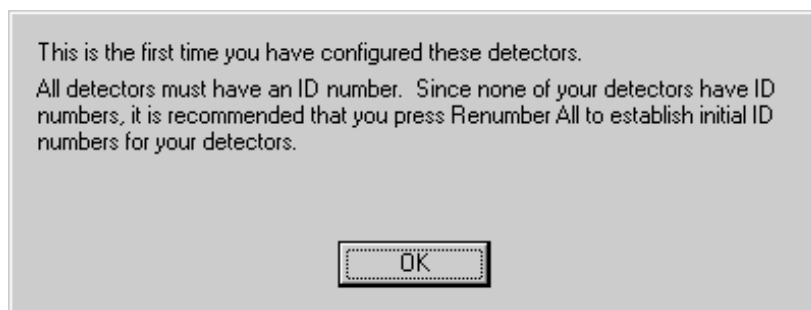 This is the first time you have configured these detectors.
All detectors must have an ID number.  Since none of your detectors have ID
numbers, it is recommended that you press Renumber All to establish initial ID
numbers for your detectors.
OK